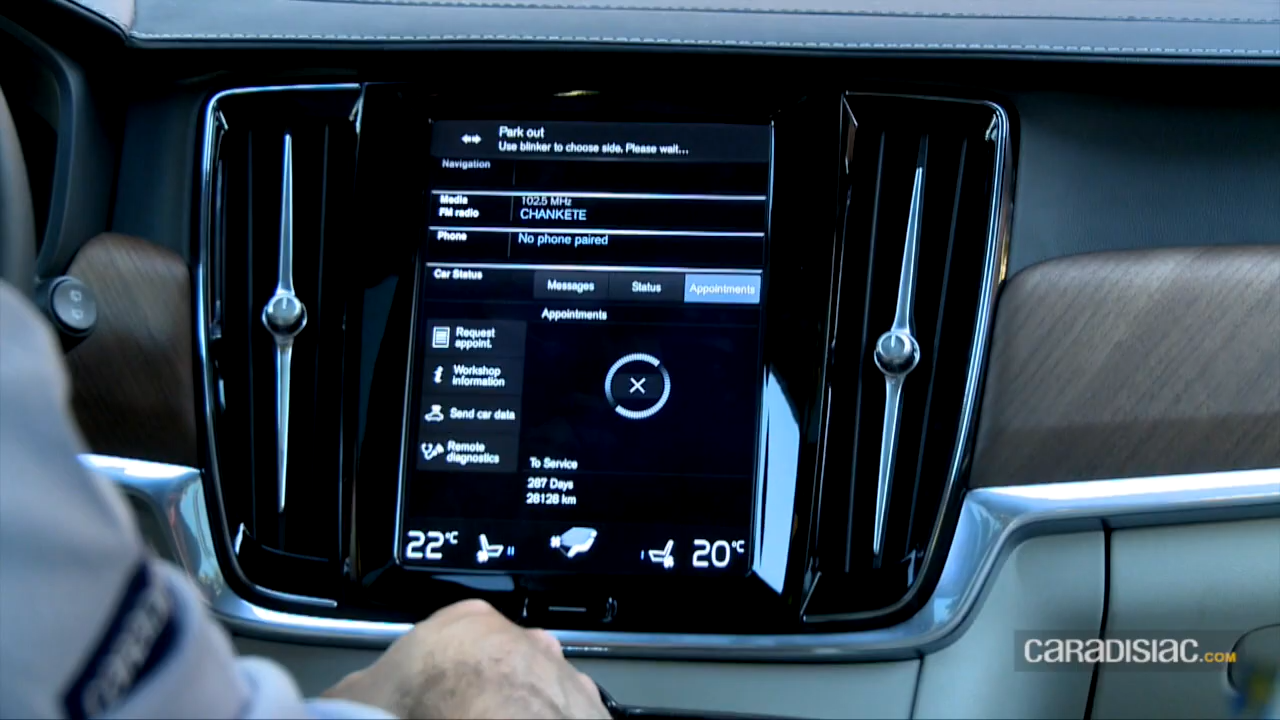 Park out
Use blinker to choose side. Please wait...
Navigation
Media
FM radio
102.5 MHz
CHANKETE
Phone
No phone paired
Car Status
Messages
Status
Appointments
Appointments
Request
appoint.
Workshop
information
Send car data
Remote
diagnostics
To Service
287 Days
28128 km
22°C
II
I
20°C
CARADISIAC.COM